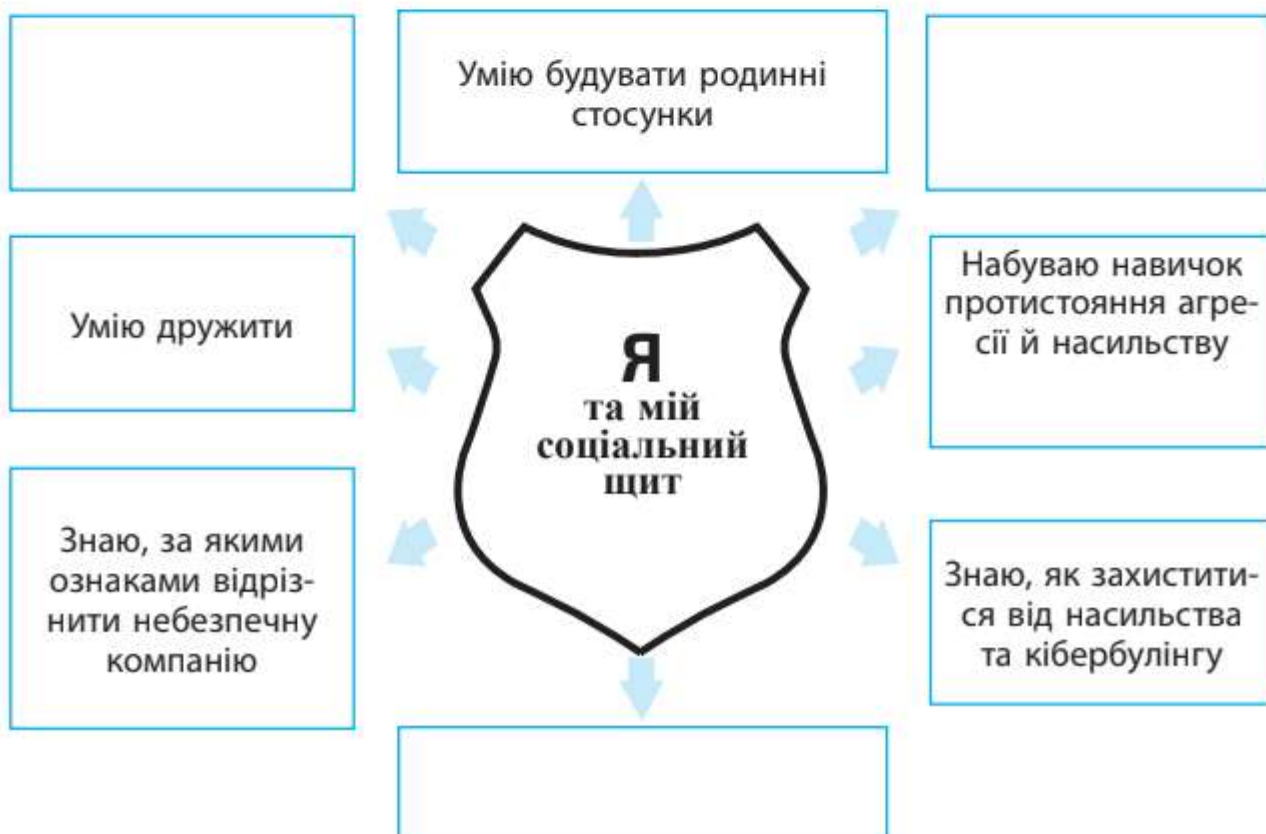 Умію будувати родинні
стосунки
Умію дружити
Набуваю навичок
протистояння агре-
сії й насильству
Я
та мій
соціальний
щит
Знаю, за якими
ознаками відріз-
нити небезпечну
компанію
Знаю, як захистити-
ся від насильства
та кібербулінгу